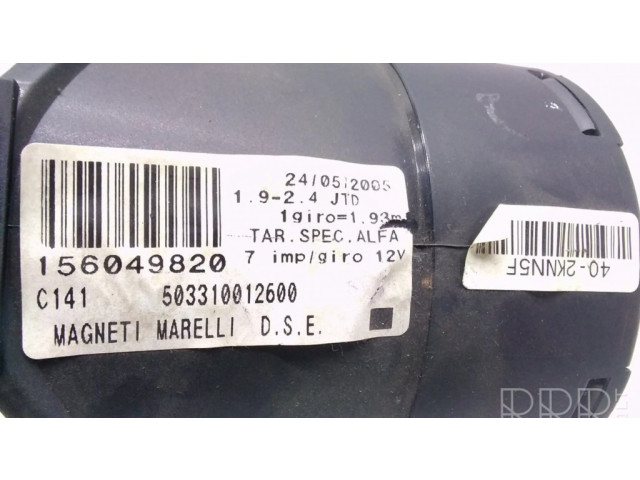 24/05/2005
1.9-2.4 JTD
1giro=1.93m
TAR.SPEC.ALFA
7 imp/giro 12V
156049820
C141 503310012600
MAGNETI MARELLI D.S.E.
40-2KNN5F
RRR